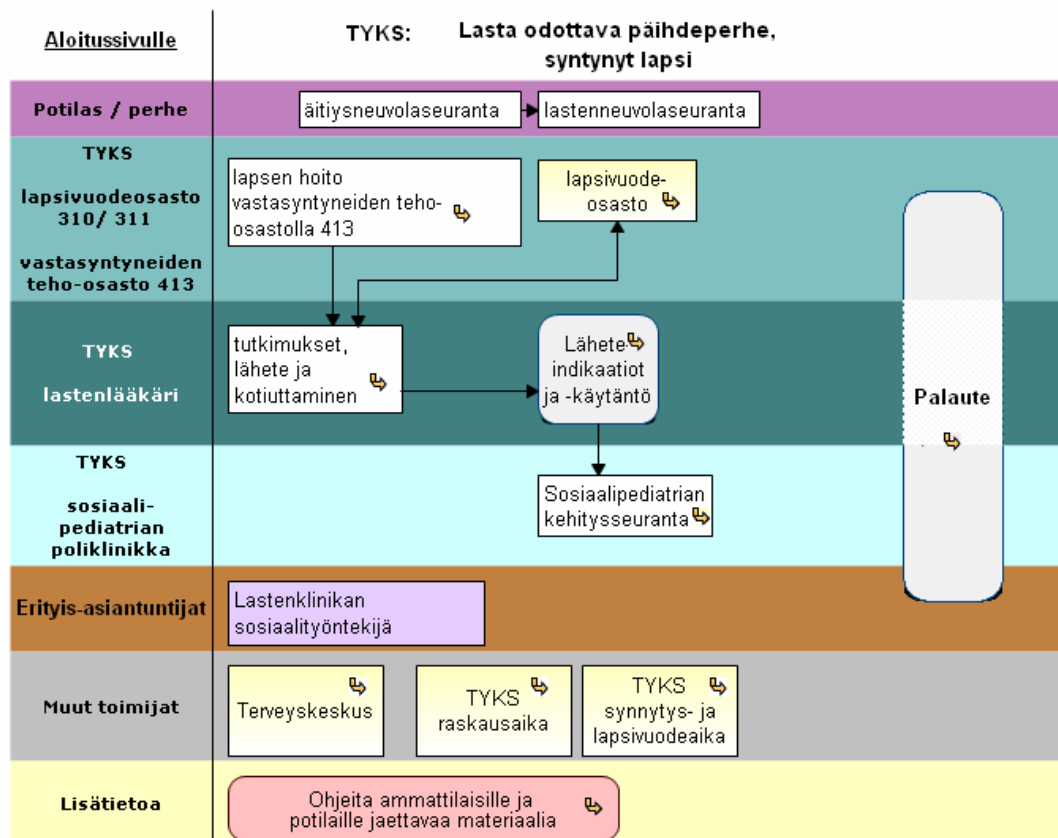 Aloitussivulle
TYKS: Lasta odottava päihdeperhe,
syntynyt lapsi
Potilas / perhe
äitiysneuvolaseuranta
lastenneuvolaseuranta
TYKS
lapsivuodeosasto
310/ 311
vastasyntyneiden
teho-osasto 413
lapsen hoito
vastasyntyneiden teho-
osastolla 413
lapsivuode-
osasto
TYKS
lastenlääkäri
tutkimukset,
lähete ja
kotiuttaminen
Lähete-
indikaatiot
ja -käytäntö
Palaute
TYKS
sosiaali-
pediatrian
poliklinikka
Sosiaalipediatrian
kehitysseuranta
Erityis-asiantuntijat
Lastenklinikan
sosiaalityöntekijä
Muut toimijat
Terveyskeskus
TYKS
raskausaika
TYKS
synnytys- ja
lapsivuodeaika
Lisätietoa
Ohjeita ammattilaisille ja
potilaille jaettavaa materiaalia